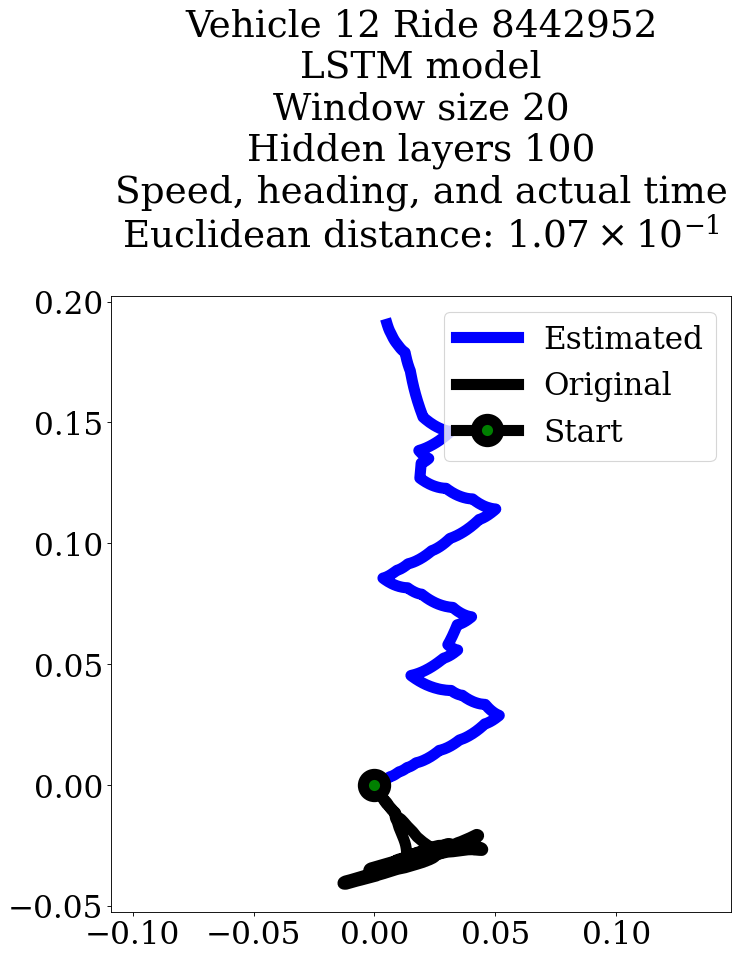 Vehicle 12 Ride 8442952
LSTM model
Window size 20
Hidden layers 100
Speed, heading, and actual time
Euclidean distance: 1.07 × 10⁻¹
0.20
0.15
0.10
0.05
0.00
−0.05
Estimated
Original
Start
−0.10 −0.05 0.00 0.05 0.10